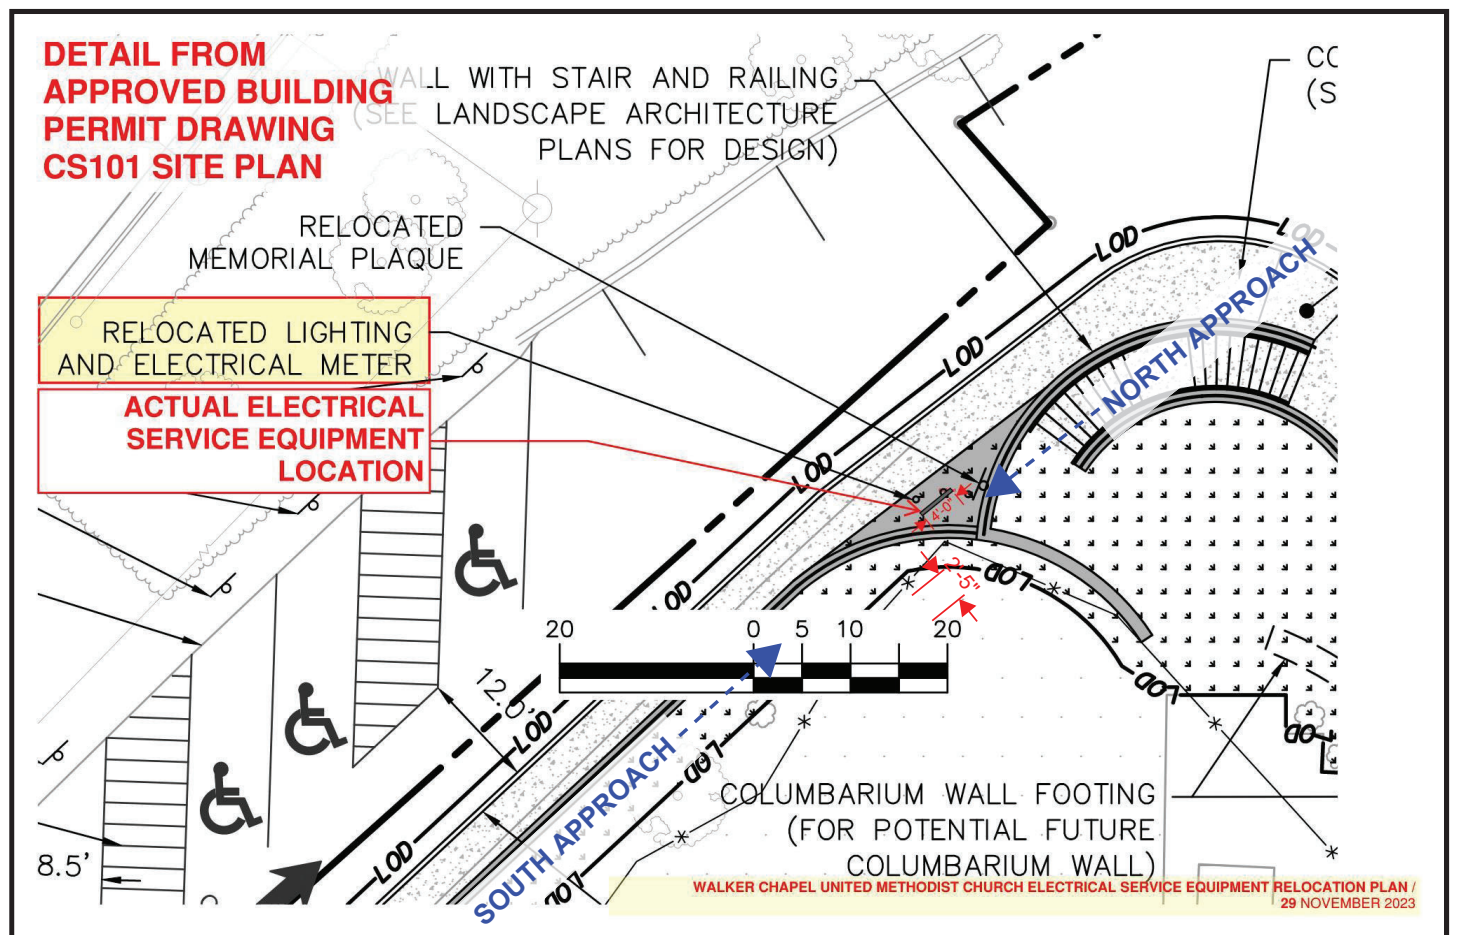 DETAIL FROM
APPROVED BUILDING
PERMIT DRAWING
CS101 SITE PLAN
WALL WITH STAIR AND RAILING
(SEE LANDSCAPE ARCHITECTURE
PLANS FOR DESIGN)
RELOCATED
MEMORIAL PLAQUE
RELOCATED LIGHTING
AND ELECTRICAL METER
ACTUAL ELECTRICAL
SERVICE EQUIPMENT
LOCATION
CO
(S
LOD
LOD
NORTH APPROACH
LOD
LOD
4'-0"
2'-5"
LOD
LOD
20 0 5 10 20
12.0'
LOD
LOD
LOD
LOD
SOUTH APPROACH
LOD
LOD
8.5'
COLUMBARIUM WALL FOOTING
(FOR POTENTIAL FUTURE
COLUMBARIUM WALL)
WALKER CHAPEL UNITED METHODIST CHURCH ELECTRICAL SERVICE EQUIPMENT RELOCATION PLAN /
29 NOVEMBER 2023